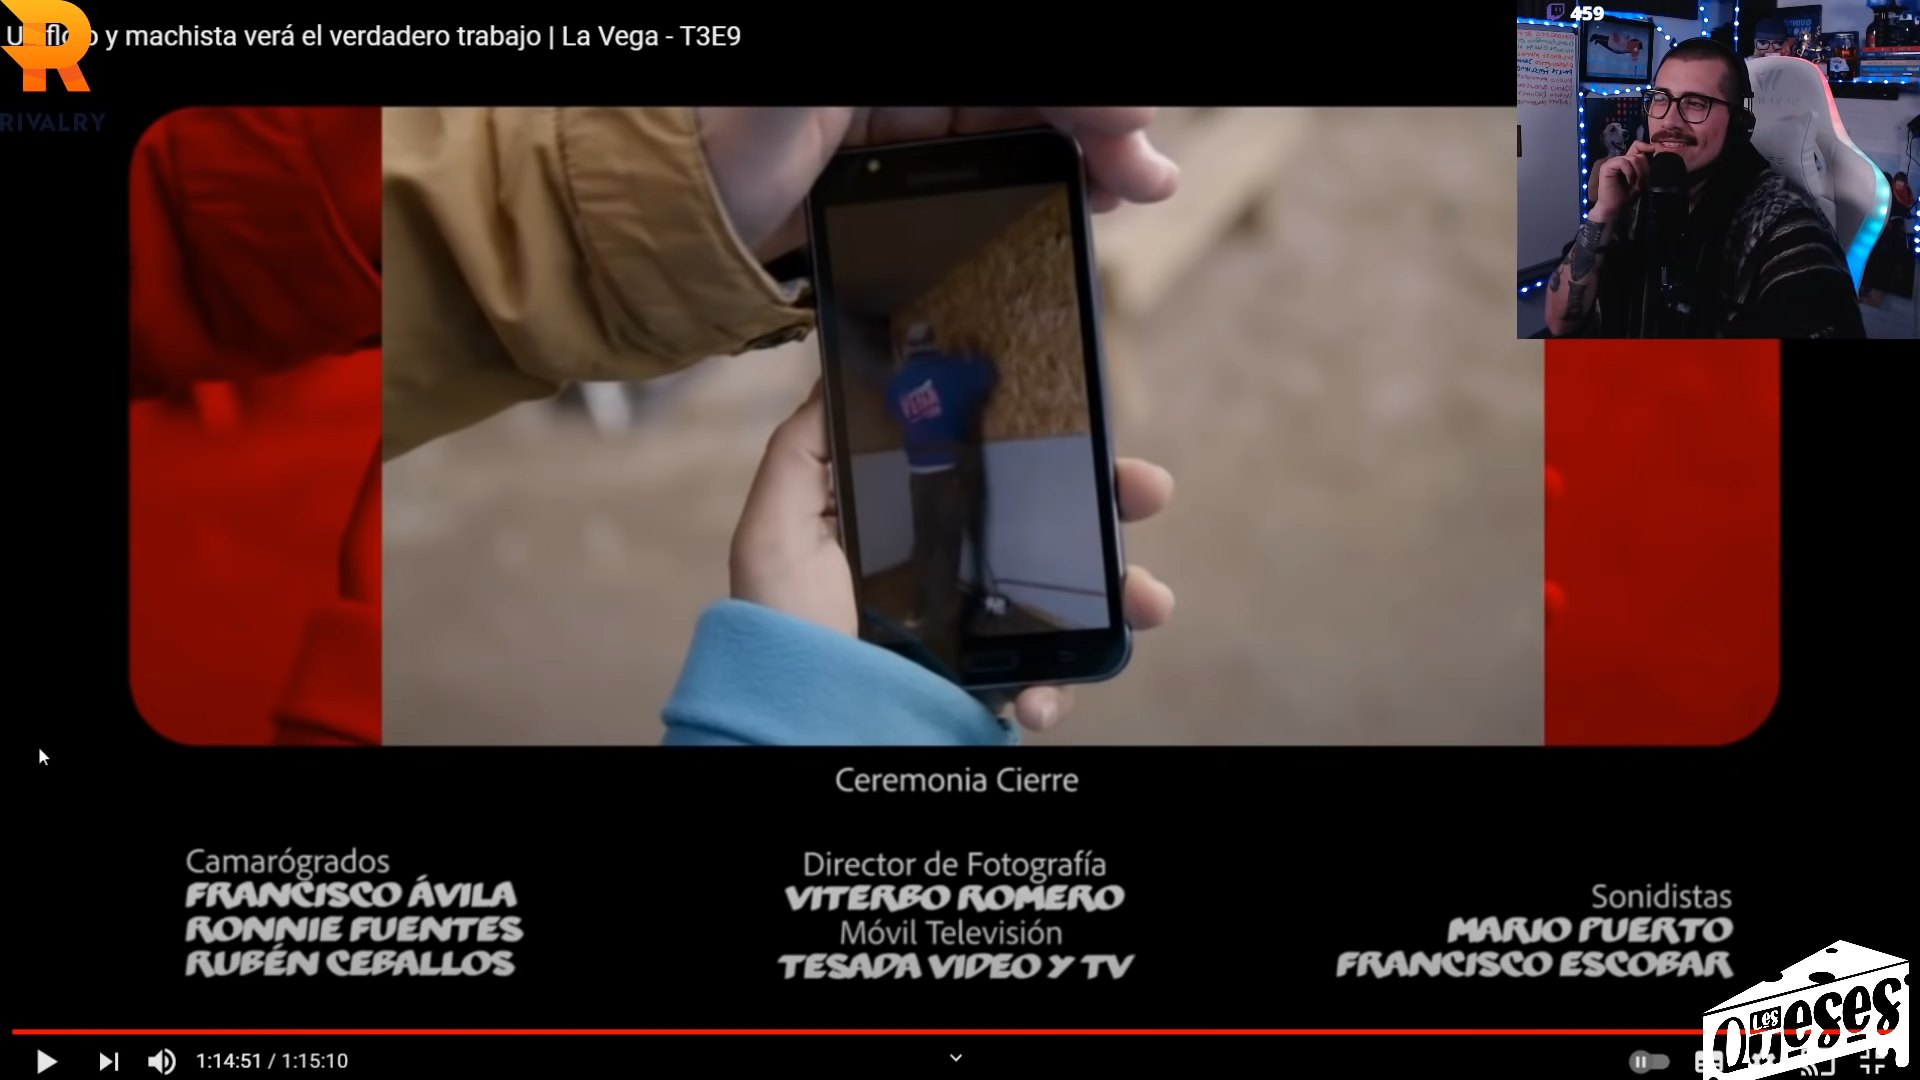 y machista verá el verdadero trabajo | La Vega - T3E9
459
RIVALRY
VEGA
Ceremonia Cierre
Camarógrados
FRANCISCO ÁVILA
RONNIE FUENTES
RUBÉN CEBALLOS
Director de Fotografía
VITERBO ROMERO
Móvil Televisión
TESADA VIDEO Y TV
Sonidistas
MARIO PUERTO
FRANCISCO ESCOBAR
Los Queses
1:14:51 / 1:15:10